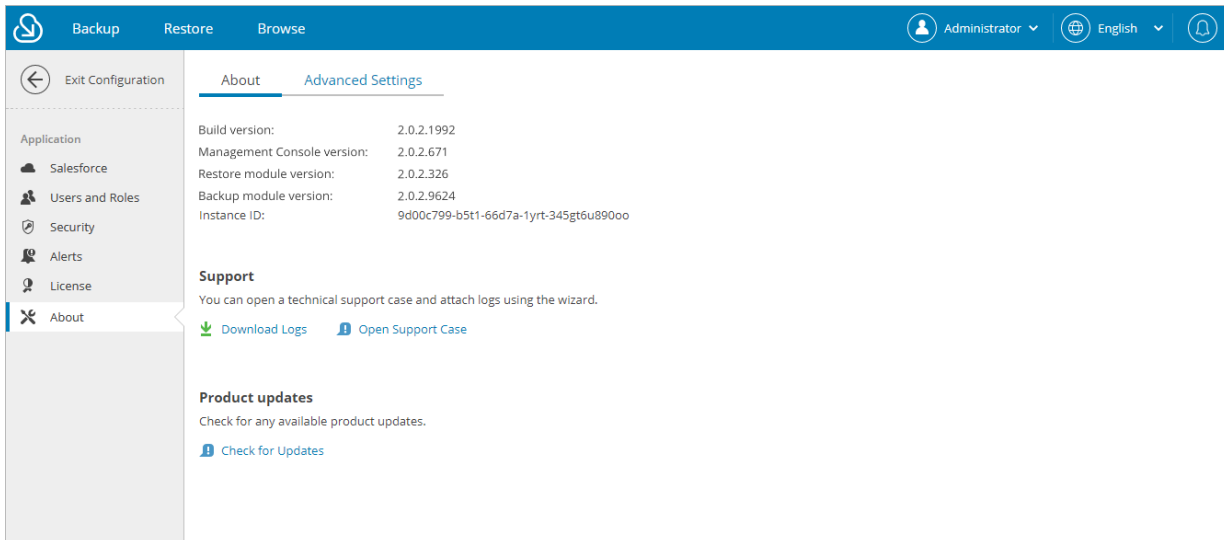 Backup Restore Browse Administrator English
Exit Configuration
Application
Salesforce
Users and Roles
Security
Alerts
License
About
About Advanced Settings
Build version: 2.0.2.1992
Management Console version: 2.0.2.671
Restore module version: 2.0.2.326
Backup module version: 2.0.2.9624
Instance ID: 9d00c799-b5t1-66d7a-1yrt-345gt6u890oo
Support
You can open a technical support case and attach logs using the wizard.
Download Logs Open Support Case
Product updates
Check for any available product updates.
Check for Updates